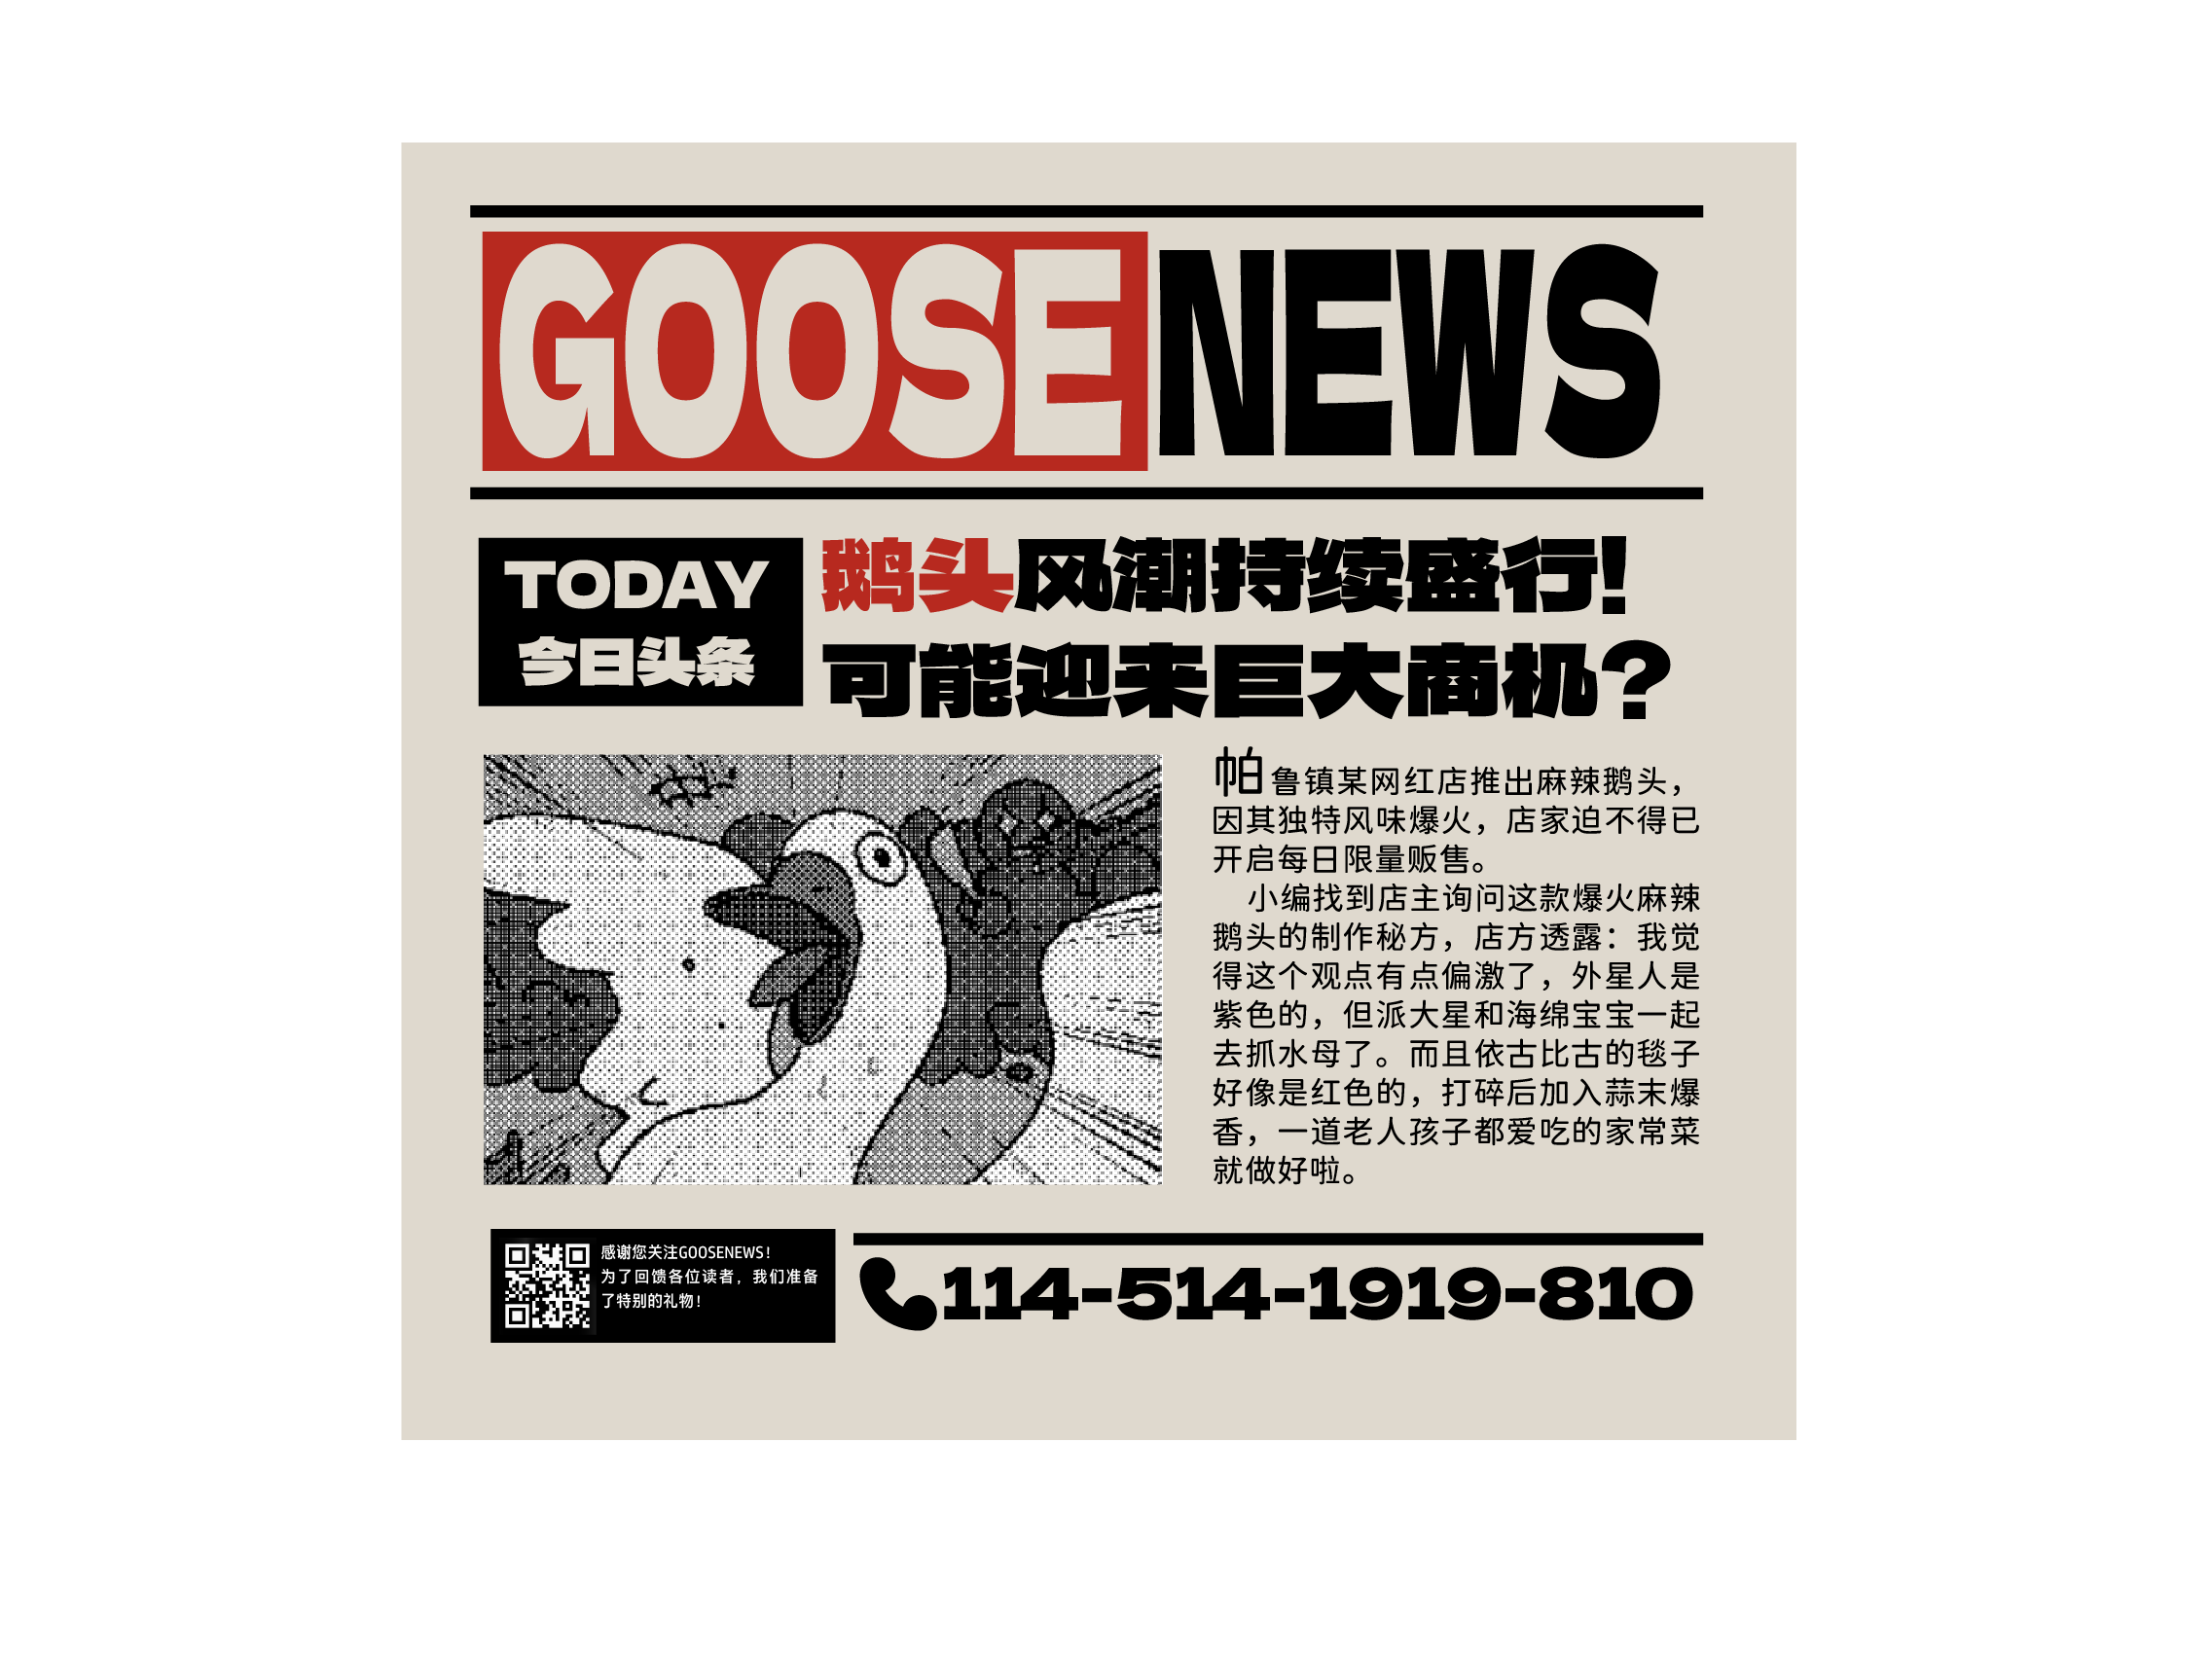 GOOSENEWS
TODAY
今日头条
鹅头风潮持续盛行!
可能迎来巨大商机?
帕鲁镇某网红店推出麻辣鹅头，
因其独特风味爆火，店家迫不得已
开启每日限量贩售。
小编找到店主询问这款爆火麻辣
鹅头的制作秘方，店方透露：我觉
得这个观点有点偏激了，外星人是
紫色的，但派大星和海绵宝宝一起
去抓水母了。而且依古比古的毯子
好像是红色的，打碎后加入蒜末爆
香，一道老人孩子都爱吃的家常菜
就做好啦。
感谢您关注GOOSENEWS!
为了回馈各位读者，我们准备
了特别的礼物!
114-514-1919-810